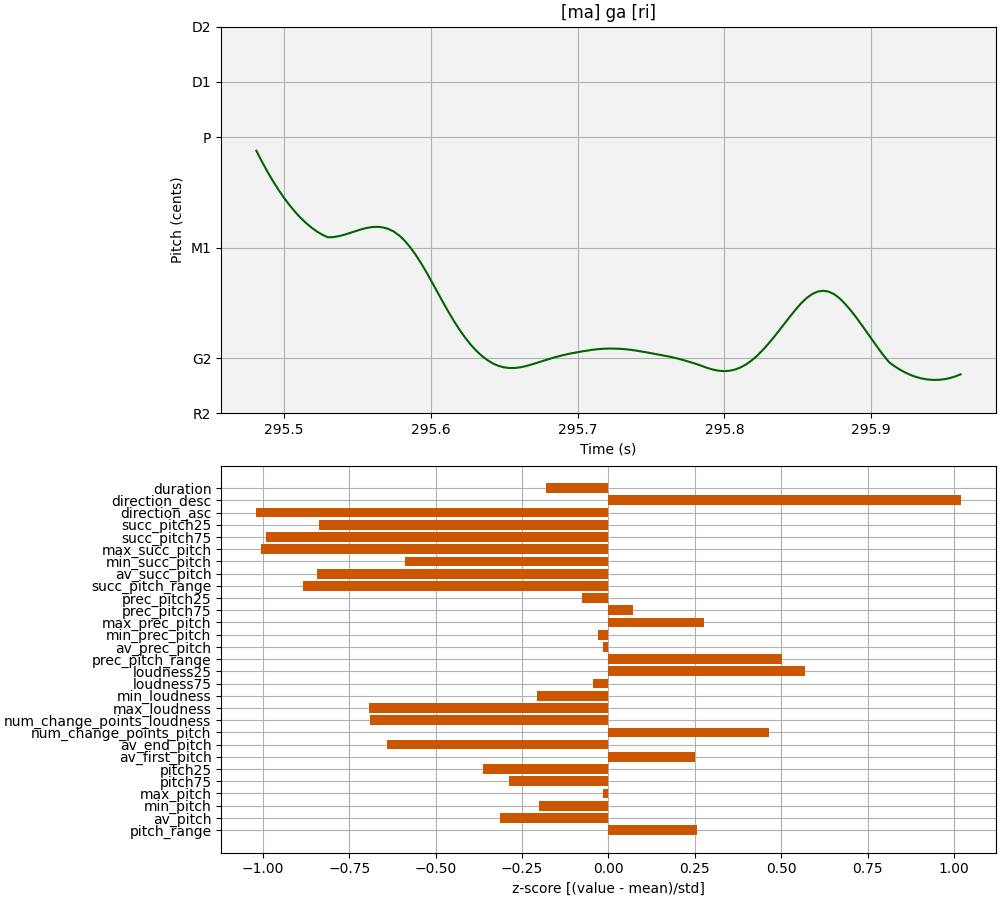 [ma] ga [ri]
D2
D1
P
M1
G2
R2
Pitch (cents)
295.5 295.6 295.7 295.8 295.9
Time (s)
duration
direction_desc
direction_asc
succ_pitch25
succ_pitch75
max_succ_pitch
min_succ_pitch
av_succ_pitch
succ_pitch_range
prec_pitch25
prec_pitch75
max_prec_pitch
min_prec_pitch
av_prec_pitch
prec_pitch_range
loudness25
loudness75
min_loudness
max_loudness
num_change_points_loudness
num_change_points_pitch
av_end_pitch
av_first_pitch
pitch25
pitch75
max_pitch
min_pitch
av_pitch
pitch_range
−1.00 −0.75 −0.50 −0.25 0.00 0.25 0.50 0.75 1.00
z-score [(value - mean)/std]